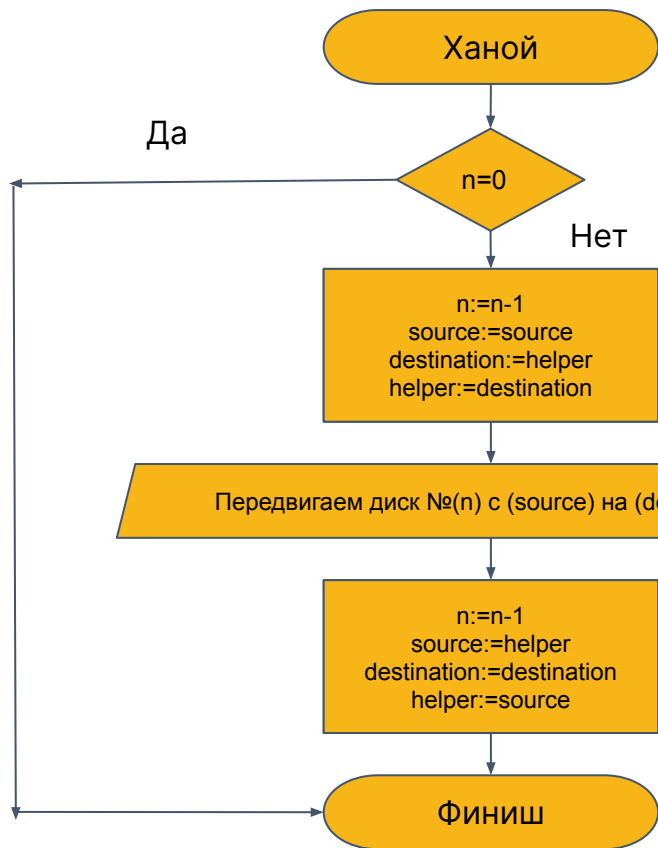 Ханой
Да
n=0
Нет
n:=n-1
source:=source
destination:=helper
helper:=destination
Передвигаем диск №(n) с (source) на
n:=n-1
source:=helper
destination:=destination
helper:=source
Финиш